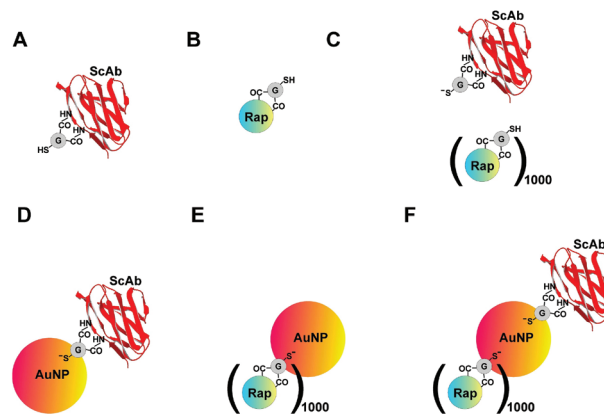 A
B
C
ScAb
HN
CO
HN
G
CO
HS
SH
OC
G
CO
Rap
ScAb
HN
CO
HN
⁻S
G
CO
SH
CO
G
CO
(Rap)1000
D
E
F
ScAb
HN
CO
HN
⁻S
G
CO
AuNP
AuNP
S⁻
OC
G
CO
(Rap)1000
ScAb
HN
CO
HN
⁻S
G
CO
AuNP
S⁻
OC
G
CO
(Rap)1000